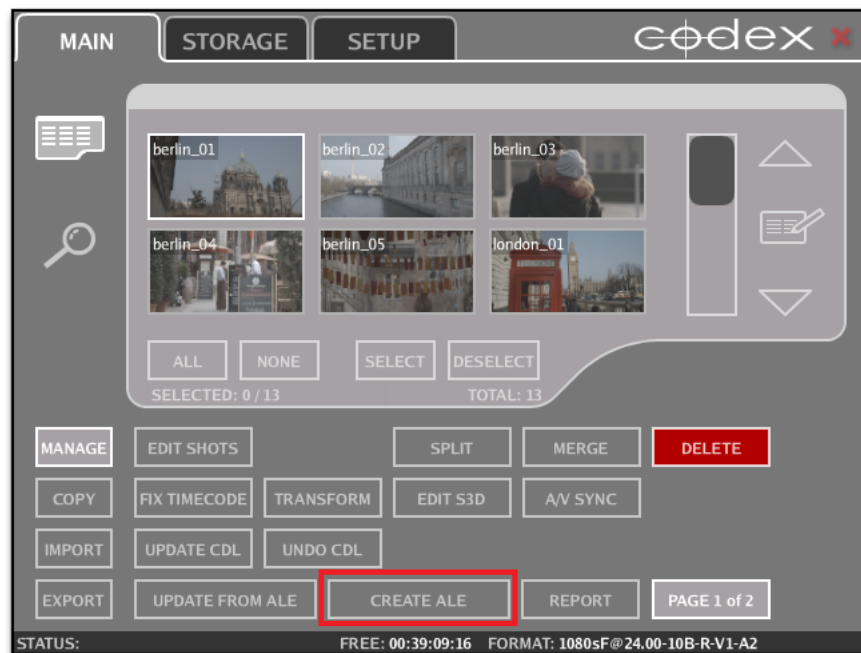 MAIN STORAGE SETUP codex
berlin_01 berlin_02 berlin_03
berlin_04 berlin_05 london_01
ALL NONE SELECT DESELECT
SELECTED: 0 / 13 TOTAL: 13
MANAGE EDIT SHOTS SPLIT MERGE DELETE
COPY FIX TIMECODE TRANSFORM EDIT S3D A/V SYNC
IMPORT UPDATE CDL UNDO CDL
EXPORT UPDATE FROM ALE CREATE ALE REPORT PAGE 1 of 2
STATUS: FREE: 00:39:09:16 FORMAT: 1080sF@24.00-10B-R-V1-A2